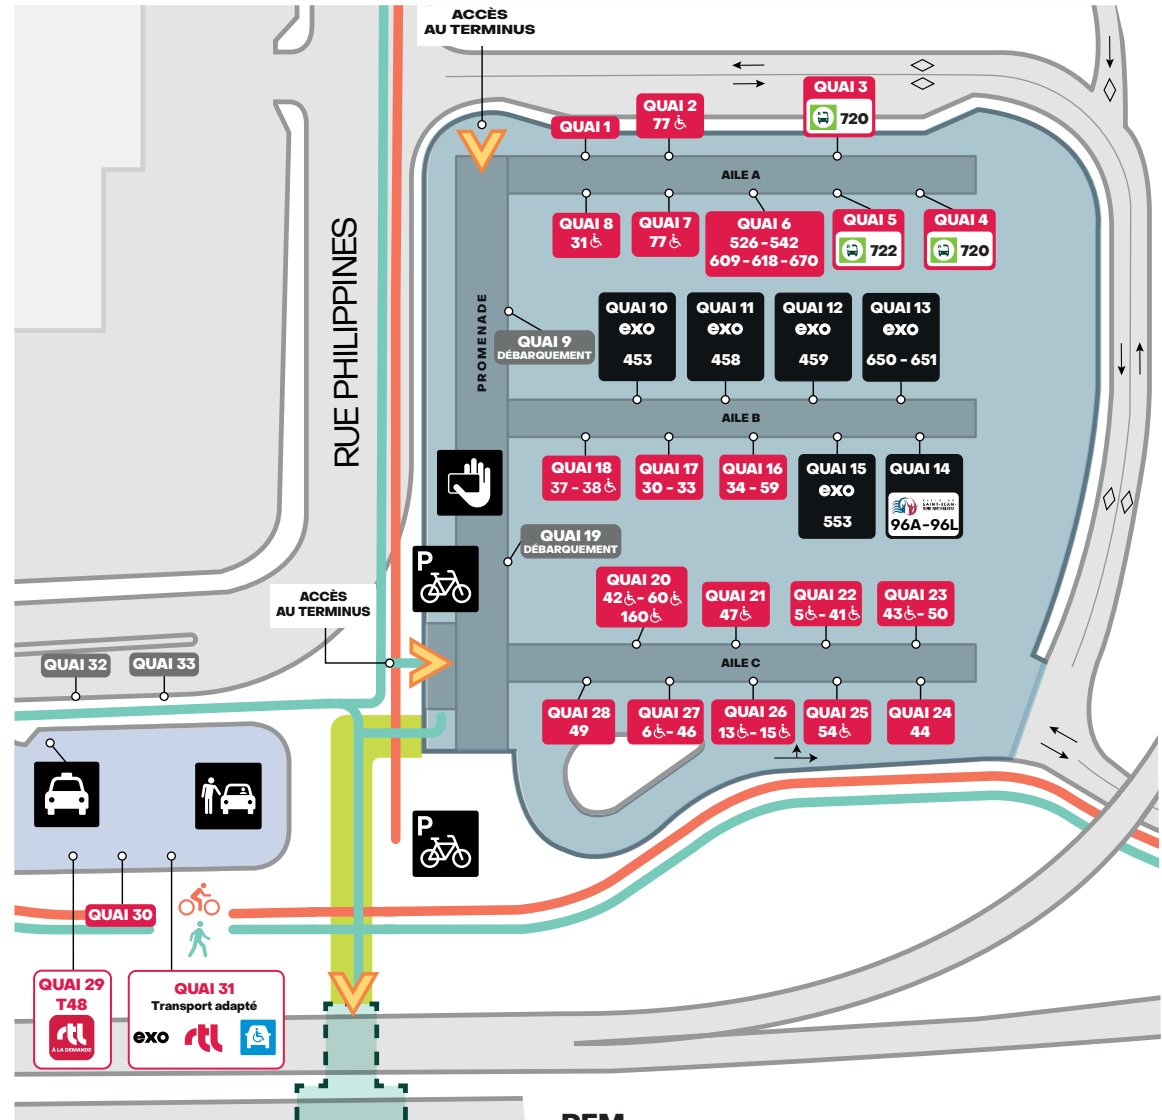 ACCÈS
AU TERMINUS
QUAI 1
QUAI 2
77
QUAI 3
720
AILE A
QUAI 8
31
QUAI 7
77
QUAI 6
526 - 542
609 - 618 - 670
QUAI 5
722
QUAI 4
720
RUE PHILIPPINES
PROMENADE
QUAI 9
DÉBARQUEMENT
QUAI 10
exo
453
QUAI 11
exo
458
QUAI 12
exo
459
QUAI 13
exo
650 - 651
AILE B
QUAI 18
37 - 38
QUAI 17
30 - 33
QUAI 16
34 - 59
QUAI 15
exo
553
QUAI 14
SAINT-JEAN-
SUR-RICHELIEU
96A-96L
QUAI 19
DÉBARQUEMENT
P
ACCÈS
AU TERMINUS
QUAI 20
42 - 60
160
QUAI 21
47
QUAI 22
5 - 41
QUAI 23
43 - 50
AILE C
QUAI 32
QUAI 33
QUAI 28
49
QUAI 27
6 - 46
QUAI 26
13 - 15
QUAI 25
54
QUAI 24
44
P
QUAI 30
QUAI 29
T48
rtl
À LA DEMANDE
QUAI 31
Transport adapté
exo
rtl